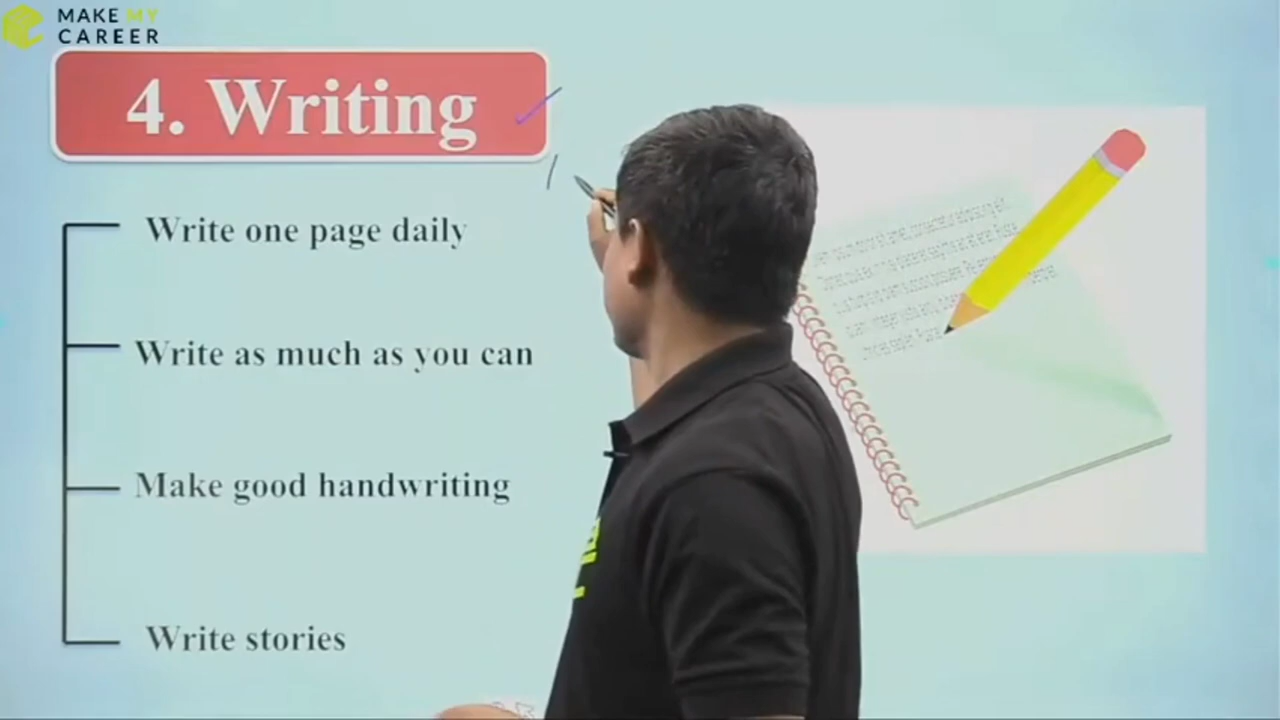 MAKE MY
CAREER
4. Writing
Write one page daily
Write as much as you can
Make good handwriting
Write stories